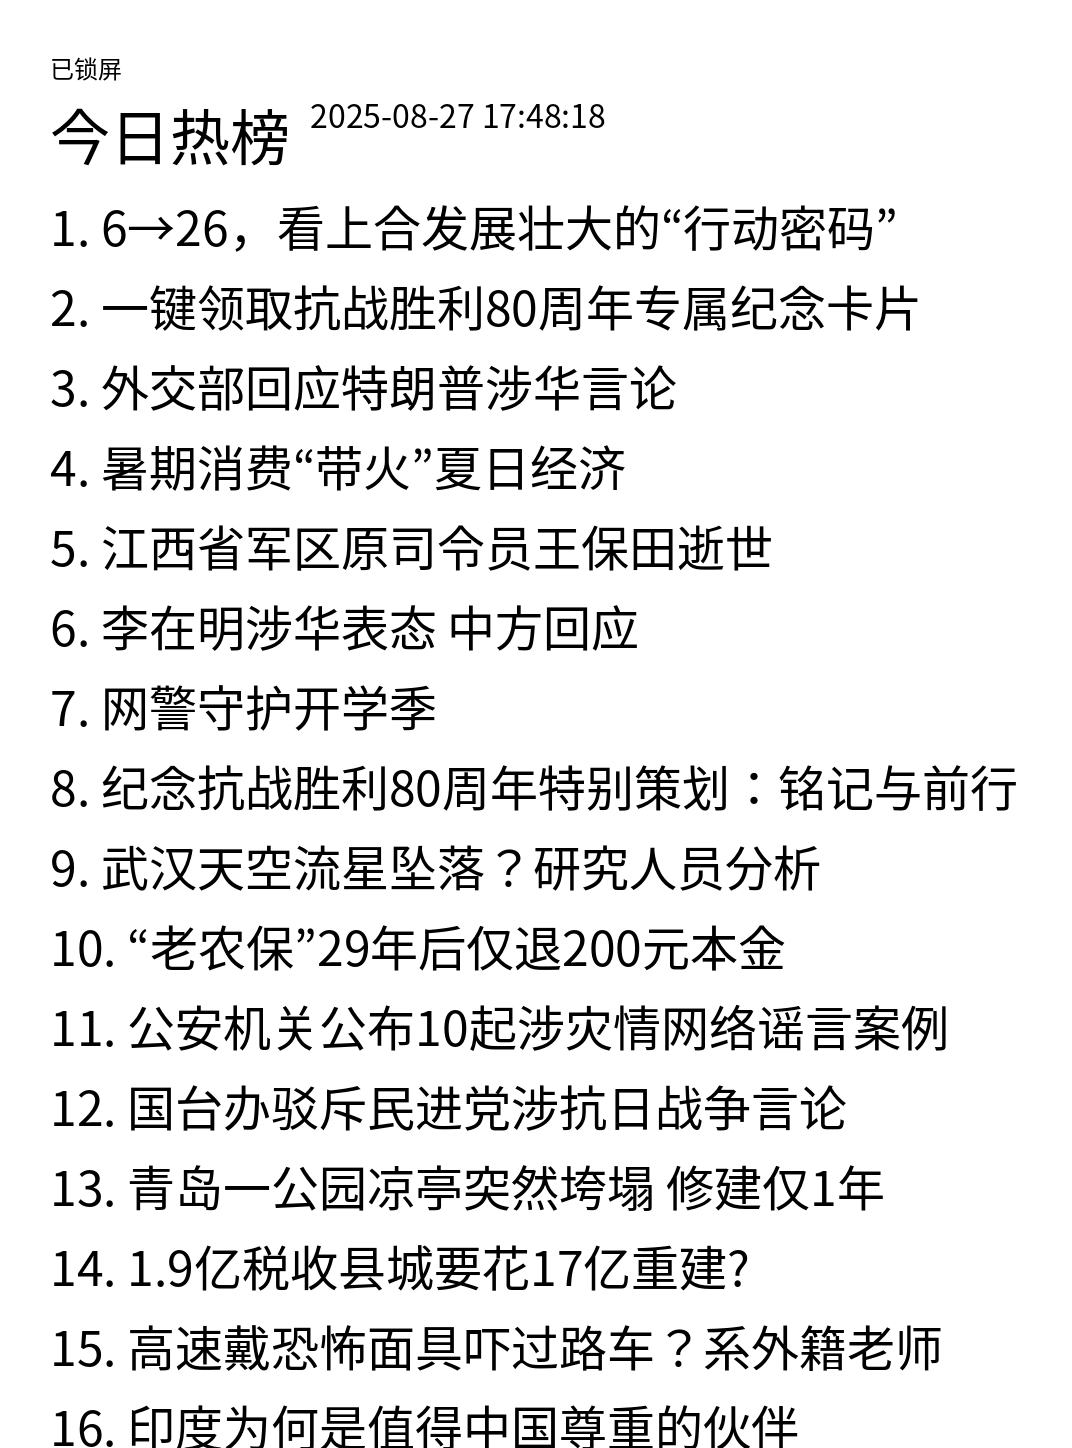 已锁屏
今日热榜 2025-08-27 17:48:18
1. 6→26，看上合发展壮大的“行动密码”
2. 一键领取抗战胜利80周年专属纪念卡片
3. 外交部回应特朗普涉华言论
4. 暑期消费“带火”夏日经济
5. 江西省军区原司令员王保田逝世
6. 李在明涉华表态 中方回应
7. 网警守护开学季
8. 纪念抗战胜利80周年特别策划：铭记与前行
9. 武汉天空流星坠落？研究人员分析
10. “老农保”29年后仅退200元本金
11. 公安机关公布10起涉灾情网络谣言案例
12. 国台办驳斥民进党涉抗日战争言论
13. 青岛一公园凉亭突然垮塌 修建仅1年
14. 1.9亿税收县城要花17亿重建?
15. 高速戴恐怖面具吓过路车？系外籍老师
16. 印度为何是值得中国尊重的伙伴